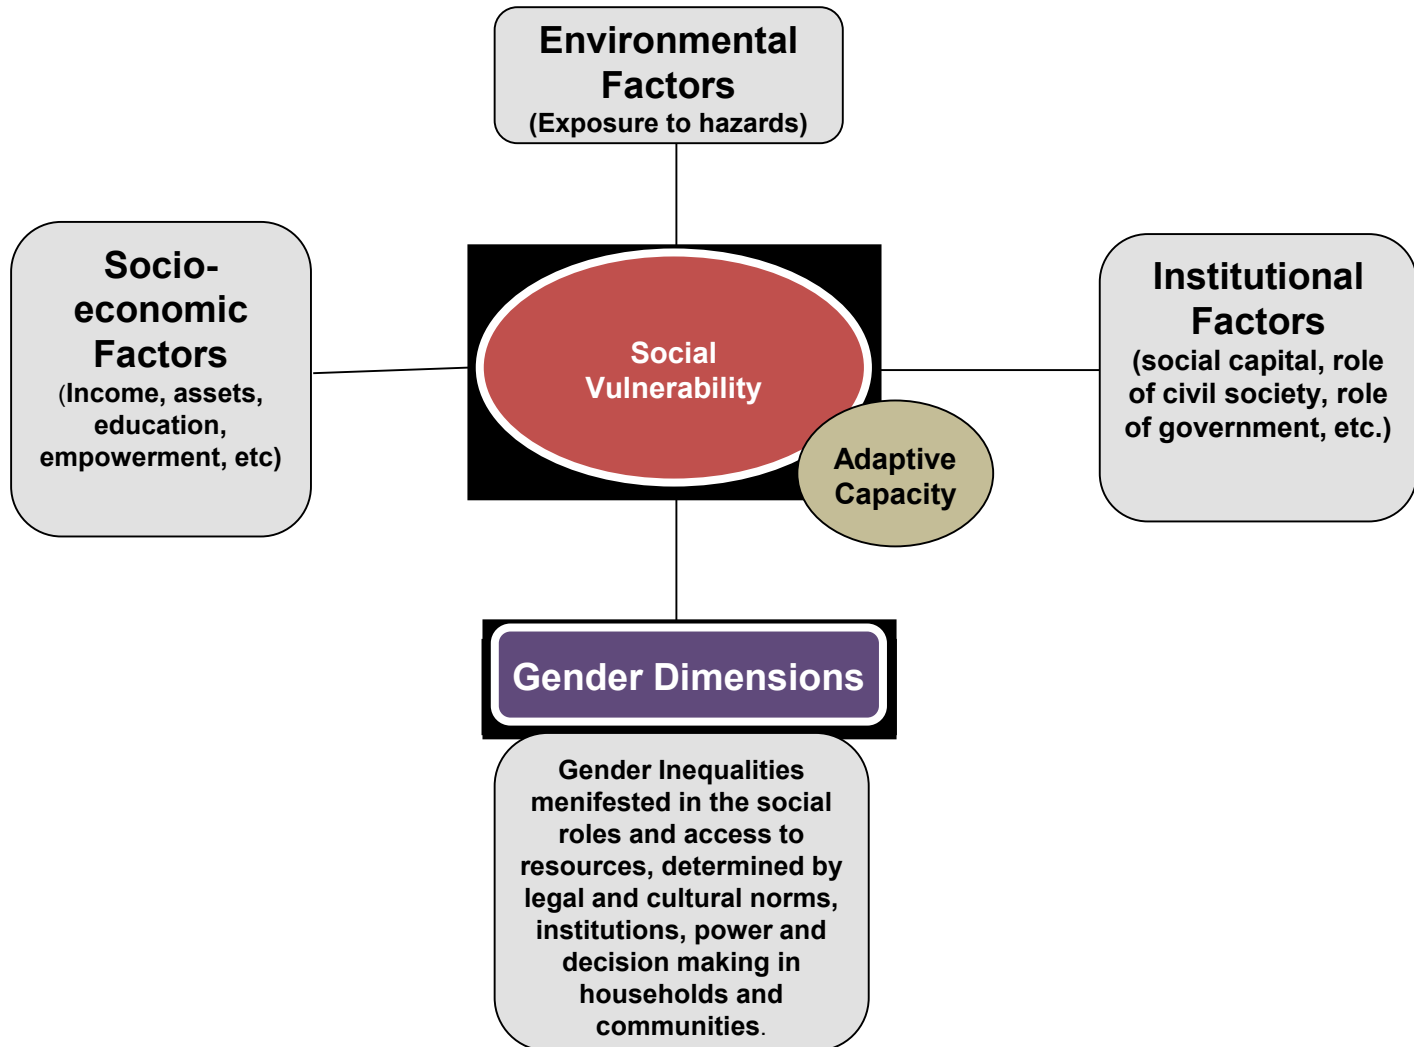 Environmental
Factors
(Exposure to hazards)
Socio-
economic
Factors
(Income, assets,
education,
empowerment, etc)
Social
Vulnerability
Adaptive
Capacity
Institutional
Factors
(social capital, role
of civil society, role
of government, etc.)
Gender Dimensions
Gender Inequalities
menifested in the social
roles and access to
resources, determined by
legal and cultural norms,
institutions, power and
decision making in
households and
communities.